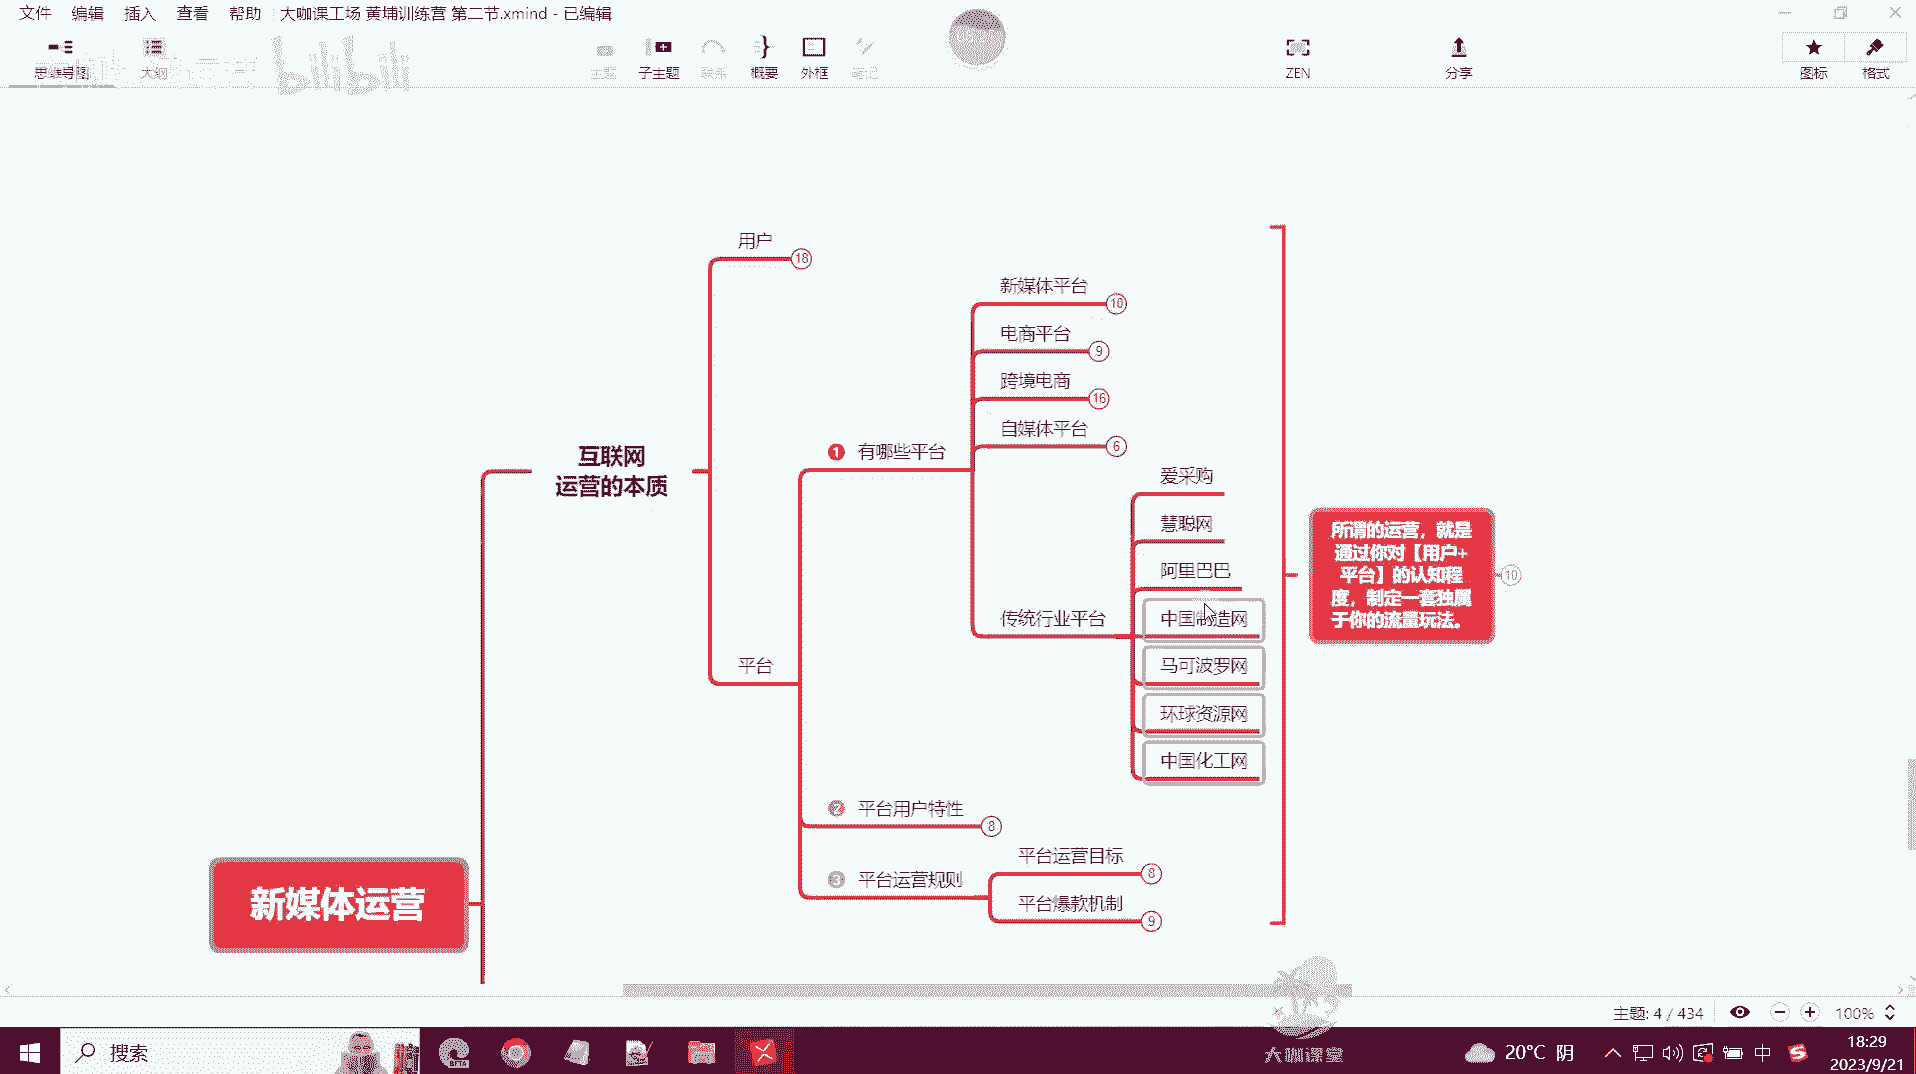 文件 编辑 插入 查看 帮助 大咖课工场 黄埔训练营 第二节.xmind - 已编辑
思维导图 大纲 主题 子主题 联系 概要 外框 笔记 ZEN 分享 图标 格式
bilibili
用户 18
新媒体平台 10
电商平台 9
跨境电商 16
自媒体平台 6
1 有哪些平台
爱采购
慧聪网
阿里巴巴
传统行业平台
中国制造网
马可波罗网
环球资源网
中国化工网
互联网
运营的本质
平台
所谓的运营，就是
通过你对【用户+
平台】的认知程
度，制定一套独属
于你的流量玩法。
10
2 平台用户特性 8
平台运营目标 8
3 平台运营规则
平台爆款机制 9
新媒体运营
主题: 4 / 434 100%
搜索
BETA
大咖课堂
20°C 阴
中
18:29
2023/9/21